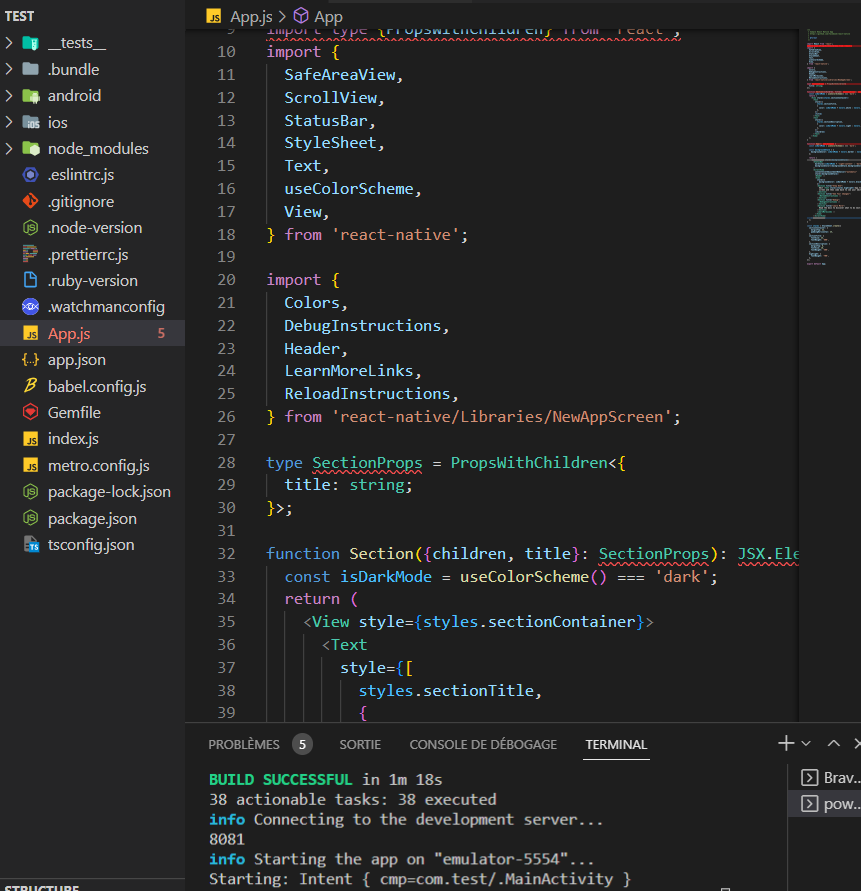 TEST
__tests__
.bundle
android
ios
node_modules
.eslintrc.js
.gitignore
.node-version
.prettierrc.js
.ruby-version
.watchmanconfig
App.js 5
app.json
babel.config.js
Gemfile
index.js
metro.config.js
package-lock.json
package.json
tsconfig.json
STRUCTURE
JS App.js > App
9 import type {PropsWithChildren} from 'react';
10 import {
11 SafeAreaView,
12 ScrollView,
13 StatusBar,
14 StyleSheet,
15 Text,
16 useColorScheme,
17 View,
18 } from 'react-native';
19
20 import {
21 Colors,
22 DebugInstructions,
23 Header,
24 LearnMoreLinks,
25 ReloadInstructions,
26 } from 'react-native/Libraries/NewAppScreen';
27
28 type SectionProps = PropsWithChildren<{
29 title: string;
30 }>;
31
32 function Section({children, title}: SectionProps): JSX.Ele
33 const isDarkMode = useColorScheme() === 'dark';
34 return (
35 <View style={styles.sectionContainer}>
36 <Text
37 style={[
38 styles.sectionTitle,
39 {
PROBLÈMES 5 SORTIE CONSOLE DE DÉBOGAGE TERMINAL
BUILD SUCCESSFUL in 1m 18s
38 actionable tasks: 38 executed
info Connecting to the development server...
8081
info Starting the app on "emulator-5554"...
Starting: Intent { cmp=com.test/.MainActivity }
Brav...
pow...